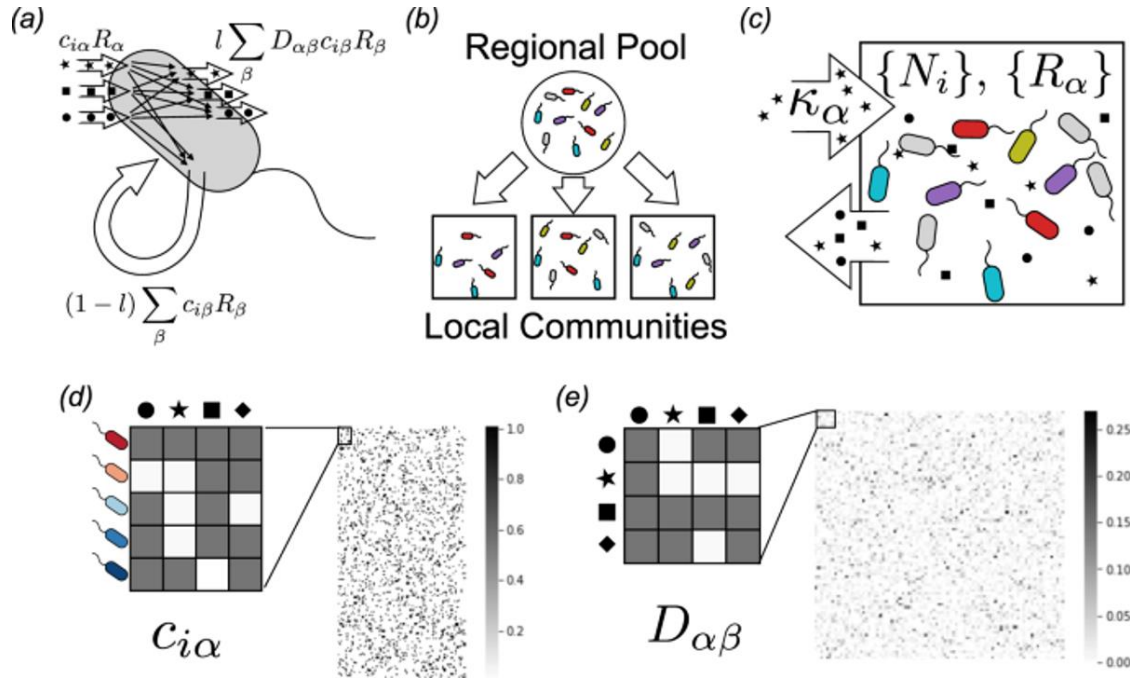 (a)
c_{iα}R_α
l ∑_β D_{αβ}c_{iβ}R_β
(1 − l) ∑_β c_{iβ}R_β
(b)
Regional Pool
Local Communities
(c)
κ_α
{N_i}, {R_α}
(d)
1.0
0.8
0.6
0.4
0.2
c_{iα}
(e)
0.25
0.20
0.15
0.10
0.05
0.00
D_{αβ}